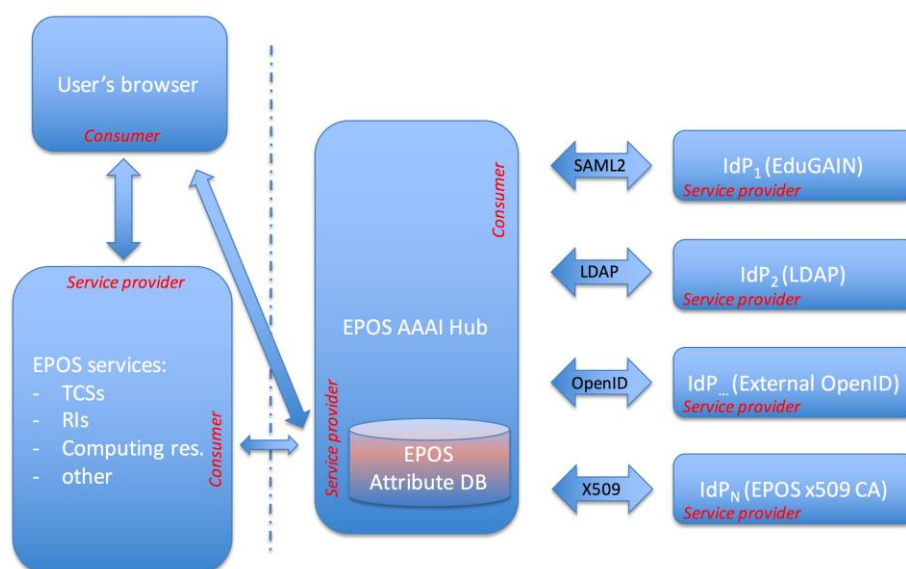 User's browser
Consumer
Service provider
EPOS services:
- TCSs
- RIs
- Computing res.
- other
Consumer
EPOS AAAI Hub
Consumer
Service provider
EPOS
Attribute DB
SAML2
IdP1 (EduGAIN)
Service provider
LDAP
IdP2 (LDAP)
Service provider
OpenID
IdP... (External OpenID)
Service provider
X509
IdPN (EPOS x509 CA)
Service provider